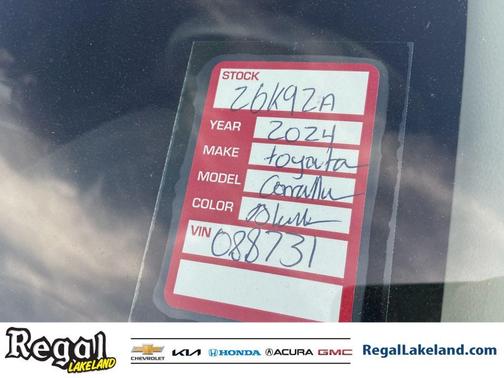 STOCK
26K92A
YEAR 2024
MAKE toyota
MODEL Corolla
COLOR Black
VIN 088731
Regal LAKELAND CHEVROLET KIA HONDA ACURA GMC RegalLakeland.com